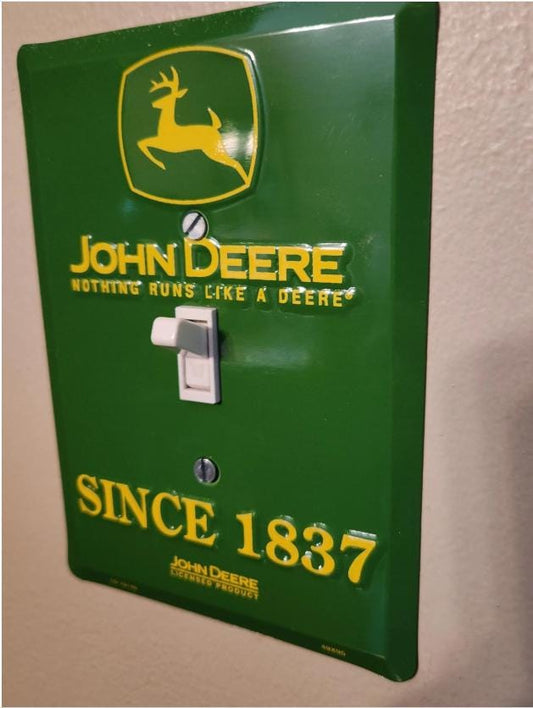 JOHN DEERE
NOTHING RUNS LIKE A DEERE®
SINCE 1837
JOHN DEERE
LICENSED PRODUCT